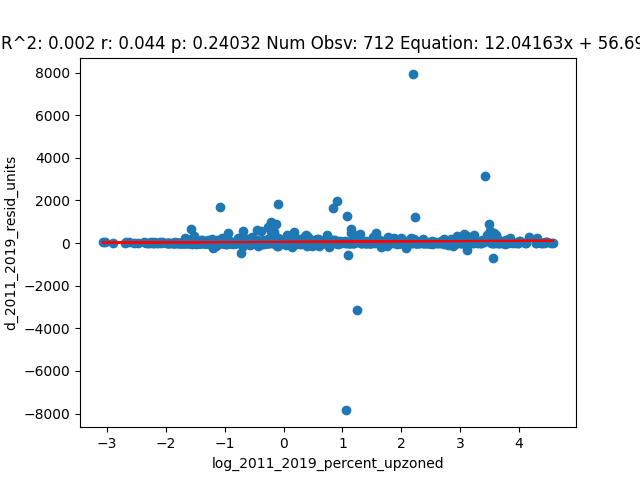 R^2: 0.002 r: 0.044 p: 0.24032 Num Obsv: 712 Equation: 12.04163x + 56.69
8000
6000
4000
2000
0
−2000
−4000
−6000
−8000
d_2011_2019_resid_units
−3 −2 −1 0 1 2 3 4
log_2011_2019_percent_upzoned